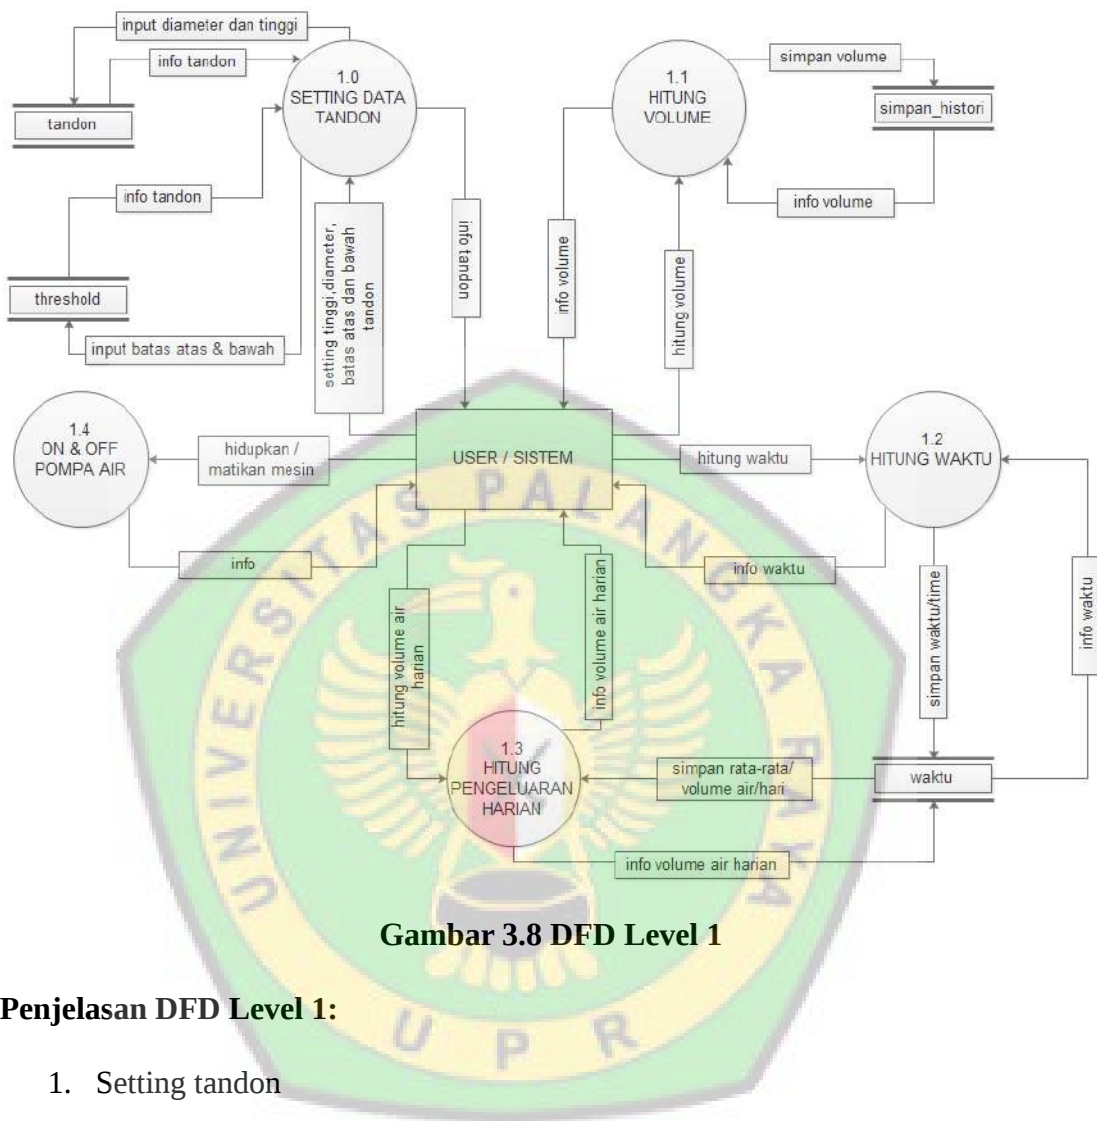 input diameter dan tinggi
info tandon
tandon
1.0
SETTING DATA
TANDON
info tandon
threshold
input batas atas & bawah
setting tinggi,diameter,
batas atas dan bawah
tandon
info tandon
1.1
HITUNG
VOLUME
simpan volume
simpan_histori
info volume
info volume
hitung volume
1.4
ON & OFF
POMPA AIR
hidupkan /
matikan mesin
info
USER / SISTEM
hitung waktu
1.2
HITUNG WAKTU
info waktu
simpan waktu/time
info waktu
hitung volume air
harian
info volume air harian
1.3
HITUNG
PENGELUARAN
HARIAN
simpan rata-rata/
volume air/hari
waktu
info volume air harian
UNIVERSITAS PALANGKA RAYA
UPR
Gambar 3.8 DFD Level 1
Penjelasan DFD Level 1:
1. Setting tandon